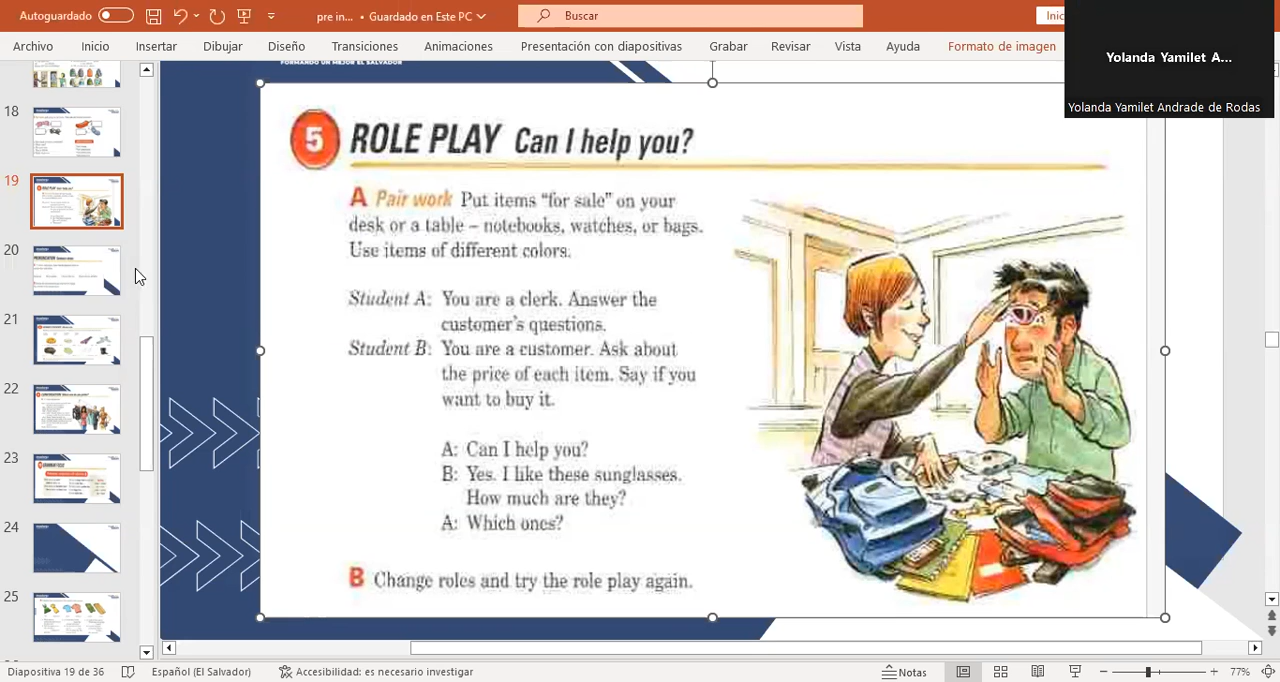 Autoguardado
pre in... • Guardado en Este PC
Buscar
Inic
Yolanda Yamilet A...
Yolanda Yamilet Andrade de Rodas
Archivo Inicio Insertar Dibujar Diseño Transiciones Animaciones Presentación con diapositivas Grabar Revisar Vista Ayuda Formato de imagen
FORMANDO UN MEJOR EL SALVADOR
18
19
20
21
22
23
24
25
5 ROLE PLAY Can I help you?
A Pair work Put items "for sale" on your
desk or a table – notebooks, watches, or bags.
Use items of different colors.
Student A: You are a clerk. Answer the
customer's questions.
Student B: You are a customer. Ask about
the price of each item. Say if you
want to buy it.
A: Can I help you?
B: Yes. I like these sunglasses.
How much are they?
A: Which ones?
B Change roles and try the role play again.
Diapositiva 19 de 36 Español (El Salvador) Accesibilidad: es necesario investigar Notas 77%